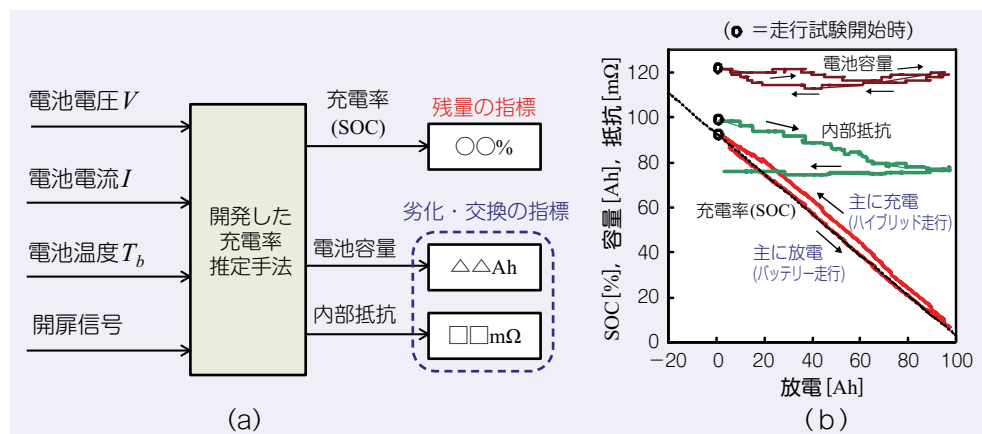 電池電圧V
電池電流I
電池温度T_b
開扉信号
開発した
充電率
推定手法
充電率
(SOC)
電池容量
内部抵抗
残量の指標
○○%
劣化・交換の指標
△△Ah
□□mΩ
(a)
(o =走行試験開始時)
SOC [%], 容量 [Ah], 抵抗 [mΩ]
120
100
80
60
40
20
0
電池容量
内部抵抗
充電率(SOC)
主に充電
(ハイブリッド走行)
主に放電
(バッテリー走行)
−20
0
20
40
60
80
100
放電 [Ah]
(b)